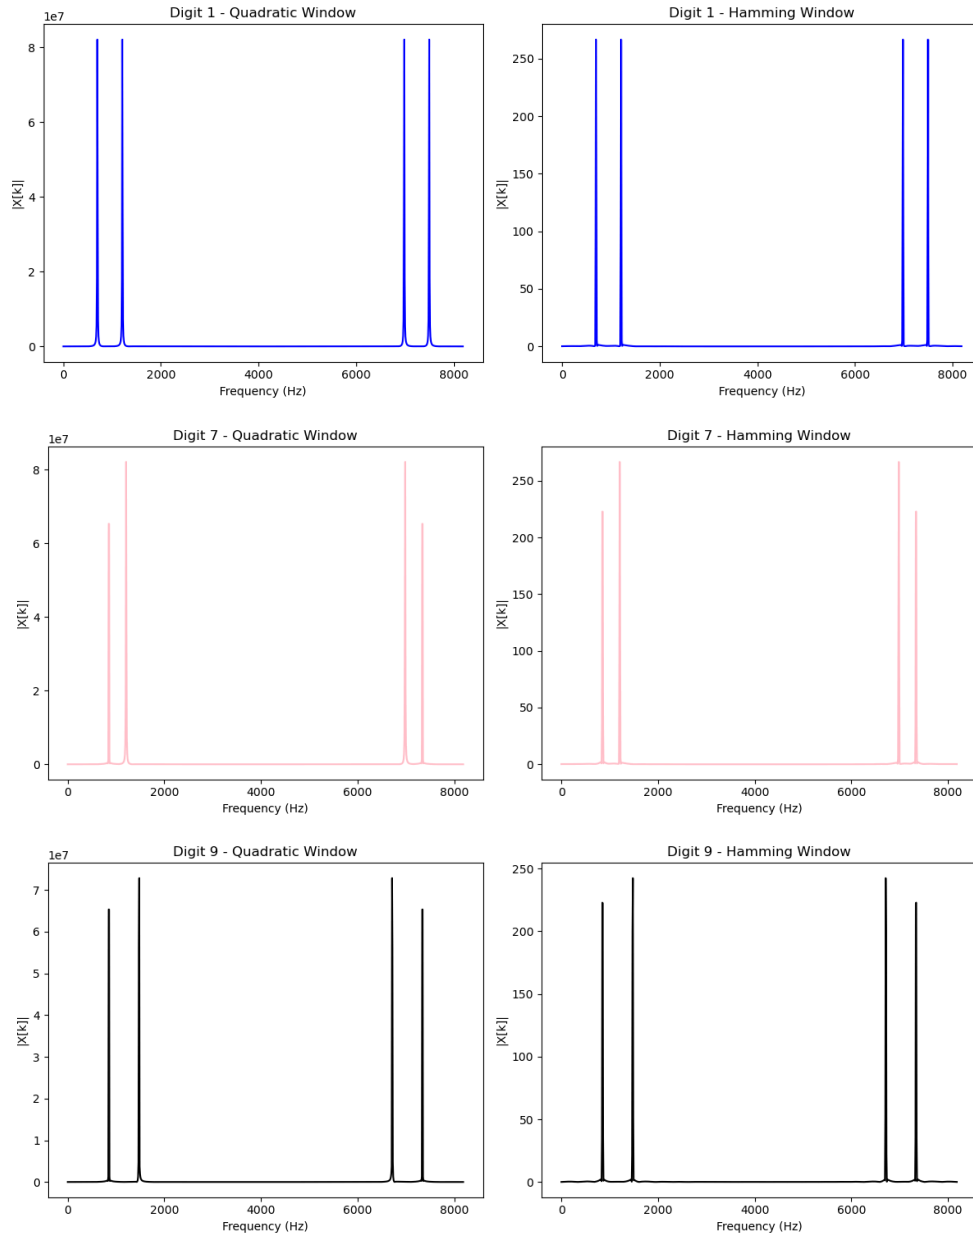 Digit 1 - Quadratic Window
1e7
8
6
4
2
0
|X[k]|
0 2000 4000 6000 8000
Frequency (Hz)
Digit 1 - Hamming Window
250
200
150
100
50
0
|X[k]|
0 2000 4000 6000 8000
Frequency (Hz)
Digit 7 - Quadratic Window
1e7
8
6
4
2
0
|X[k]|
0 2000 4000 6000 8000
Frequency (Hz)
Digit 7 - Hamming Window
250
200
150
100
50
0
|X[k]|
0 2000 4000 6000 8000
Frequency (Hz)
Digit 9 - Quadratic Window
1e7
7
6
5
4
3
2
1
0
|X[k]|
0 2000 4000 6000 8000
Frequency (Hz)
Digit 9 - Hamming Window
250
200
150
100
50
0
|X[k]|
0 2000 4000 6000 8000
Frequency (Hz)